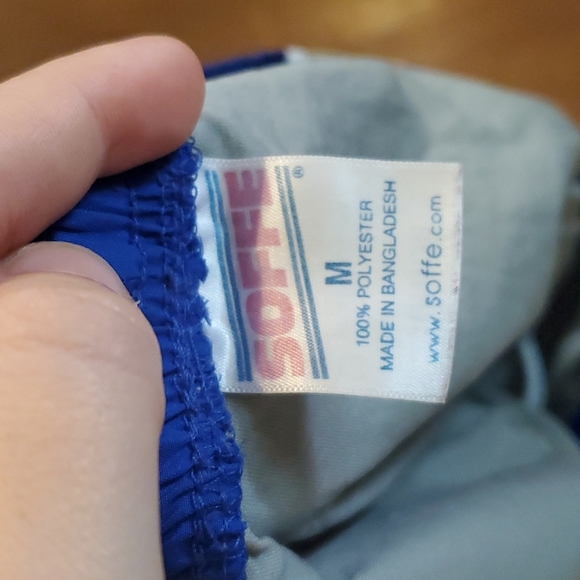 SOFFE®
M
100% POLYESTER
MADE IN BANGLADESH
www.soffe.com